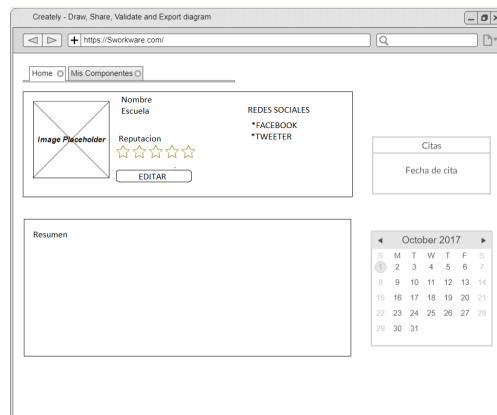 Creately - Draw, Share, Validate and Export diagram
https://Sworkware.com/
Home
Mis Componentes
Nombre
Escuela
Image Placeholder
Reputacion
EDITAR
REDES SOCIALES
*FACEBOOK
*TWEETER
Citas
Fecha de cita
Resumen
October 2017
S M T W T F S
1 2 3 4 5 6 7
8 9 10 11 12 13 14
15 16 17 18 19 20 21
22 23 24 25 26 27 28
29 30 31